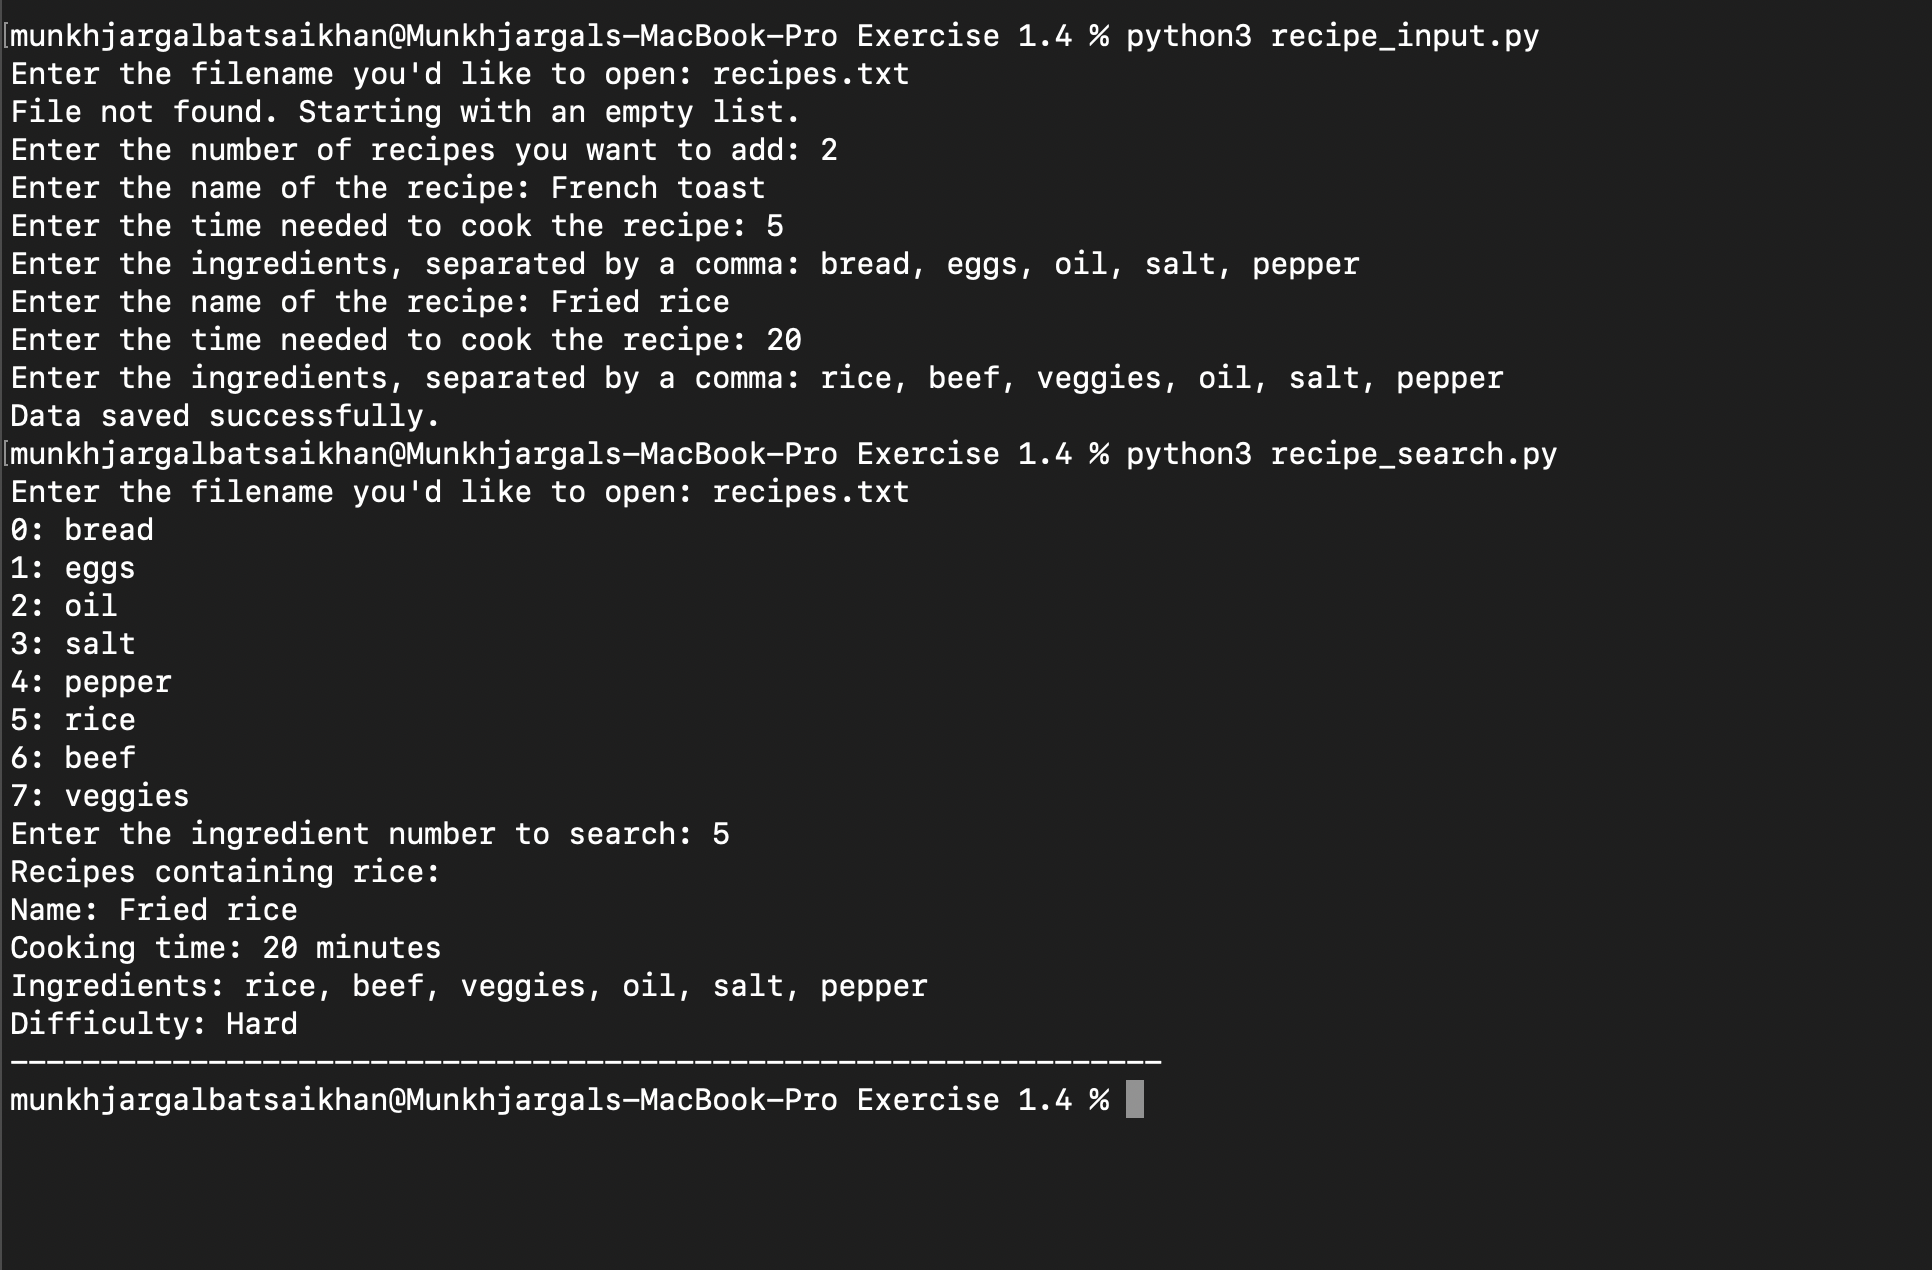 [munkhjargalbatsaikhan@Munkhjargals-MacBook-Pro Exercise 1.4 % python3 recipe_input.py
Enter the filename you'd like to open: recipes.txt
File not found. Starting with an empty list.
Enter the number of recipes you want to add: 2
Enter the name of the recipe: French toast
Enter the time needed to cook the recipe: 5
Enter the ingredients, separated by a comma: bread, eggs, oil, salt, pepper
Enter the name of the recipe: Fried rice
Enter the time needed to cook the recipe: 20
Enter the ingredients, separated by a comma: rice, beef, veggies, oil, salt, pepper
Data saved successfully.
[munkhjargalbatsaikhan@Munkhjargals-MacBook-Pro Exercise 1.4 % python3 recipe_search.py
Enter the filename you'd like to open: recipes.txt
0: bread
1: eggs
2: oil
3: salt
4: pepper
5: rice
6: beef
7: veggies
Enter the ingredient number to search: 5
Recipes containing rice:
Name: Fried rice
Cooking time: 20 minutes
Ingredients: rice, beef, veggies, oil, salt, pepper
Difficulty: Hard
----------------------------------------------------------------
munkhjargalbatsaikhan@Munkhjargals-MacBook-Pro Exercise 1.4 %